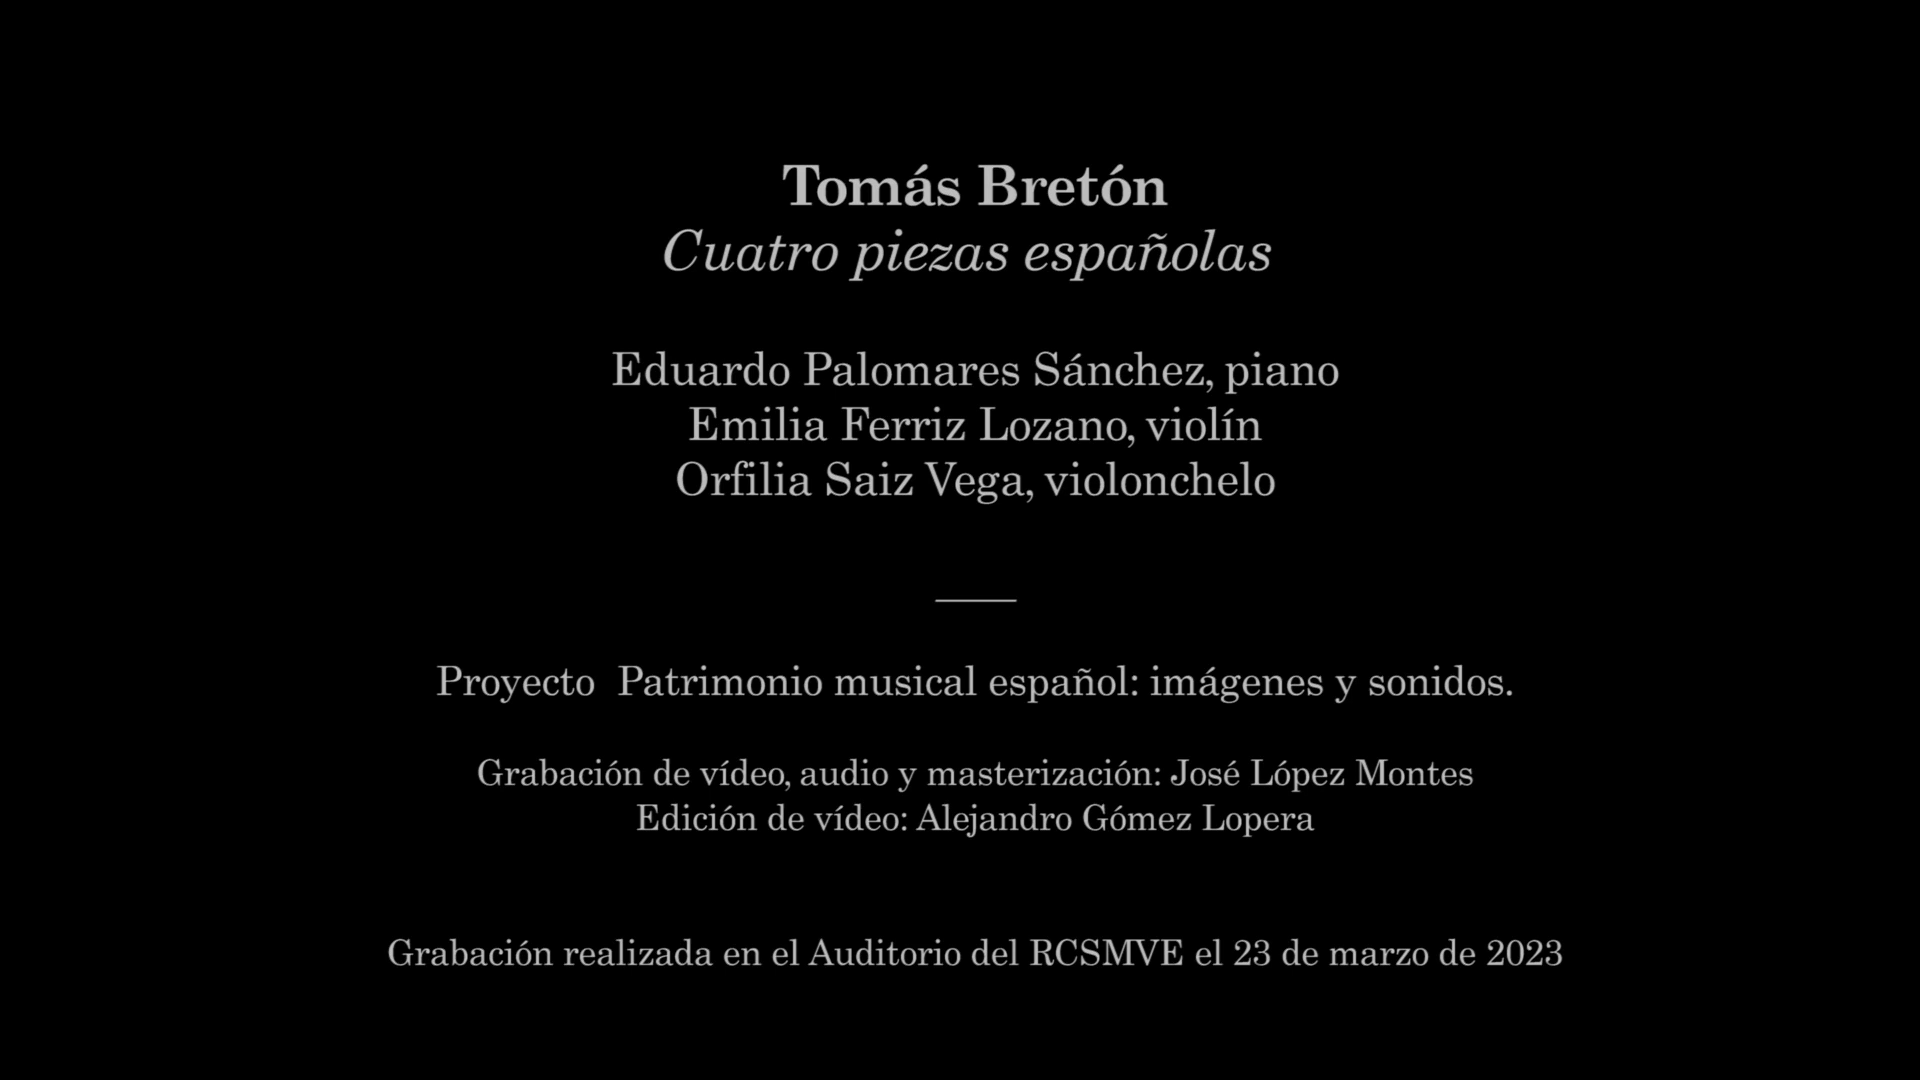 Tomás Bretón
Cuatro piezas españolas
Eduardo Palomares Sánchez, piano
Emilia Ferriz Lozano, violín
Orfilia Saiz Vega, violonchelo
Proyecto  Patrimonio musical español: imágenes y sonidos.
Grabación de vídeo, audio y masterización: José López Montes
Edición de vídeo: Alejandro Gómez Lopera
Grabación realizada en el Auditorio del RCSMVE el 23 de marzo de 2023